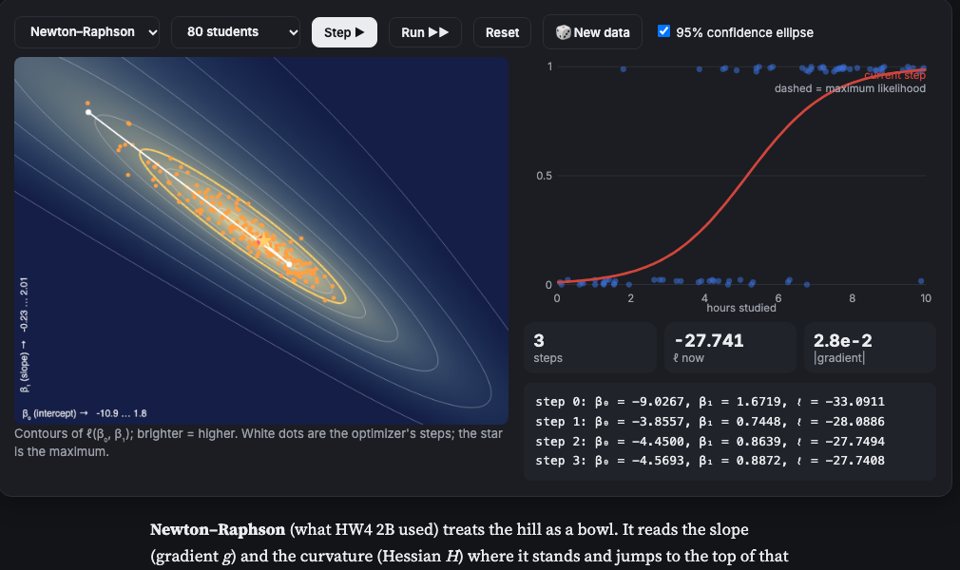 Newton–Raphson
80 students
Step ▶
Run ▶▶
Reset
🎲 New data
95% confidence ellipse
β₁ (slope) → -0.23 ... 2.01
β₀ (intercept) → -10.9 ... 1.8
Contours of ℓ(β₀, β₁); brighter = higher. White dots are the optimizer's steps; the star
is the maximum.
1
current step
dashed = maximum likelihood
0.5
0
0 2 4 6 8 10
hours studied
3
steps
-27.741
ℓ now
2.8e-2
|gradient|
step 0: β₀ = −9.0267, β₁ = 1.6719, ℓ = −33.0911
step 1: β₀ = −3.8557, β₁ = 0.7448, ℓ = −28.0886
step 2: β₀ = −4.4500, β₁ = 0.8639, ℓ = −27.7494
step 3: β₀ = −4.5693, β₁ = 0.8872, ℓ = −27.7408
Newton–Raphson (what HW4 2B used) treats the hill as a bowl. It reads the slope
(gradient g) and the curvature (Hessian H) where it stands and jumps to the top of that